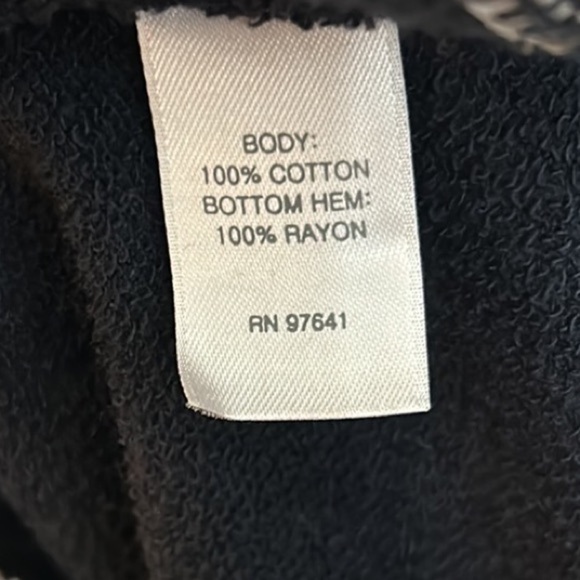 BODY:
100% COTTON
BOTTOM HEM:
100% RAYON
RN 97641